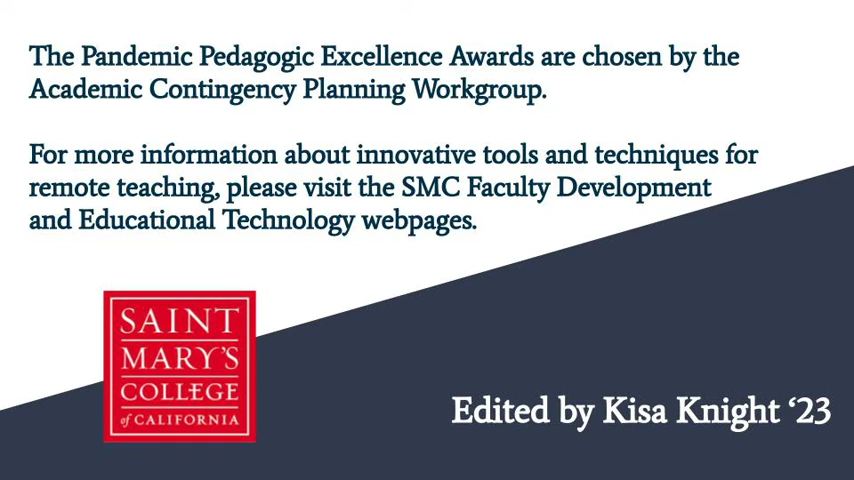 The Pandemic Pedagogic Excellence Awards are chosen by the
Academic Contingency Planning Workgroup.
For more information about innovative tools and techniques for
remote teaching, please visit the SMC Faculty Development
and Educational Technology webpages.
SAINT
MARY'S
COLLEGE
of CALIFORNIA
Edited by Kisa Knight ‘23